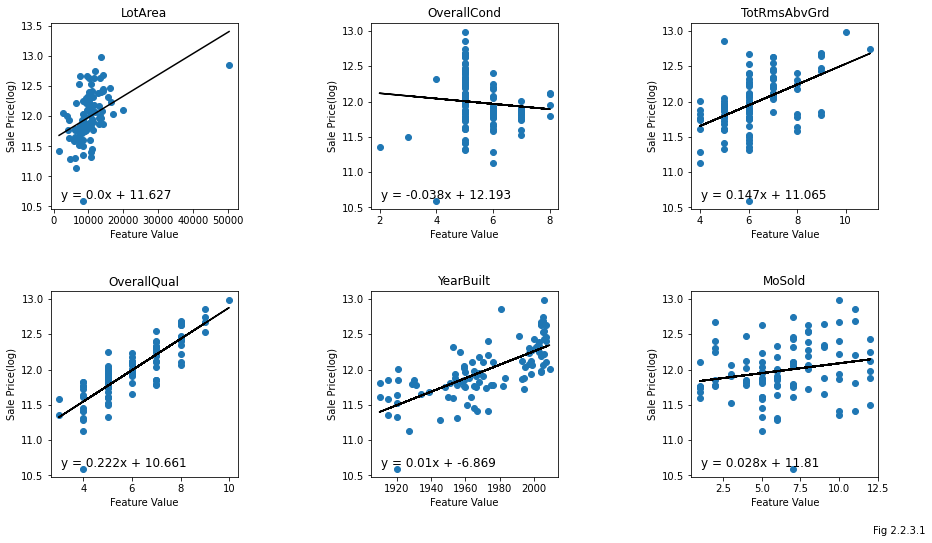 LotArea
OverallCond
TotRmsAbvGrd
13.5
13.0
12.5
12.0
11.5
11.0
10.5
Sale Price(log)
y = 0.0x + 11.627
0 10000 20000 30000 40000 50000
Feature Value
13.0
12.5
12.0
11.5
11.0
10.5
Sale Price(log)
y = -0.038x + 12.193
2 4 6 8
Feature Value
13.0
12.5
12.0
11.5
11.0
10.5
Sale Price(log)
y = 0.147x + 11.065
4 6 8 10
Feature Value
OverallQual
YearBuilt
MoSold
13.0
12.5
12.0
11.5
11.0
10.5
Sale Price(log)
y = 0.222x + 10.661
4 6 8 10
Feature Value
13.0
12.5
12.0
11.5
11.0
10.5
Sale Price(log)
y = 0.01x + -6.869
1920 1940 1960 1980 2000
Feature Value
13.0
12.5
12.0
11.5
11.0
10.5
Sale Price(log)
y = 0.028x + 11.81
2.5 5.0 7.5 10.0 12.5
Feature Value
Fig 2.2.3.1